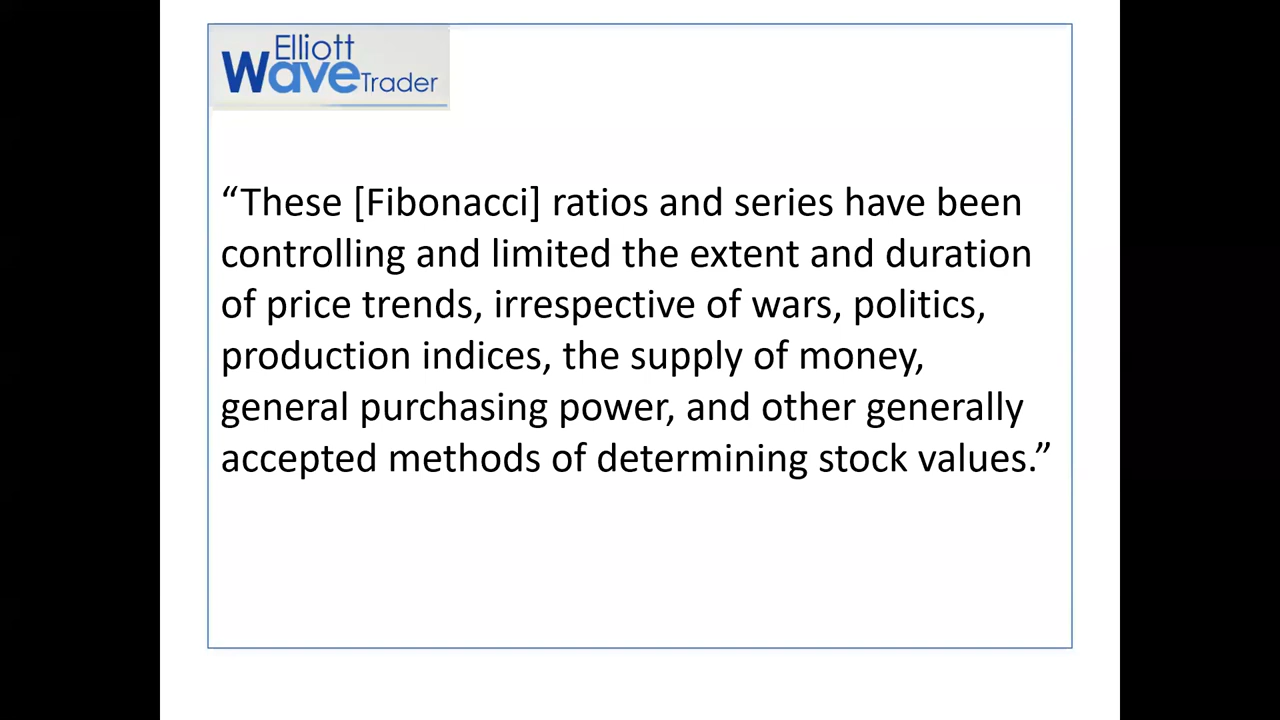 Elliott
WaveTrader
“These [Fibonacci] ratios and series have been
controlling and limited the extent and duration
of price trends, irrespective of wars, politics,
production indices, the supply of money,
general purchasing power, and other generally
accepted methods of determining stock values.”